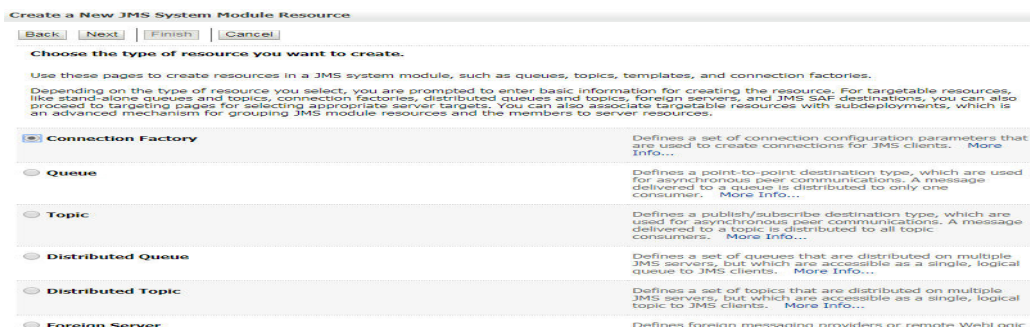 Create a New JMS System Module Resource
Back Next Finish Cancel
Choose the type of resource you want to create.
Use these pages to create resources in a JMS system module, such as queues, topics, templates, and connection factories.
Depending on the type of resource you select, you are prompted to enter basic information for creating the resource. For targetable resources,
like stand-alone queues and topics, connection factories, distributed queues and topics, foreign servers, and JMS SAF destinations, you can also
proceed to targeting pages for selecting appropriate server targets. You can also associate targetable resources with subdeployments, which is
an advanced mechanism for grouping JMS module resources and the members to server resources.
Connection Factory
Defines a set of connection configuration parameters that
are used to create connections for JMS clients. More
Info...
Queue
Defines a point-to-point destination type, which are used
for asynchronous peer communications. A message
delivered to a queue is distributed to only one
consumer. More Info...
Topic
Defines a publish/subscribe destination type, which are
used for asynchronous peer communications. A message
delivered to a topic is distributed to all topic
consumers. More Info...
Distributed Queue
Defines a set of queues that are distributed on multiple
JMS servers, but which are accessible as a single, logical
queue to JMS clients. More Info...
Distributed Topic
Defines a set of topics that are distributed on multiple
JMS servers, but which are accessible as a single, logical
topic to JMS clients. More Info...
Foreign Server
Defines foreign messaging providers or remote WebLogic